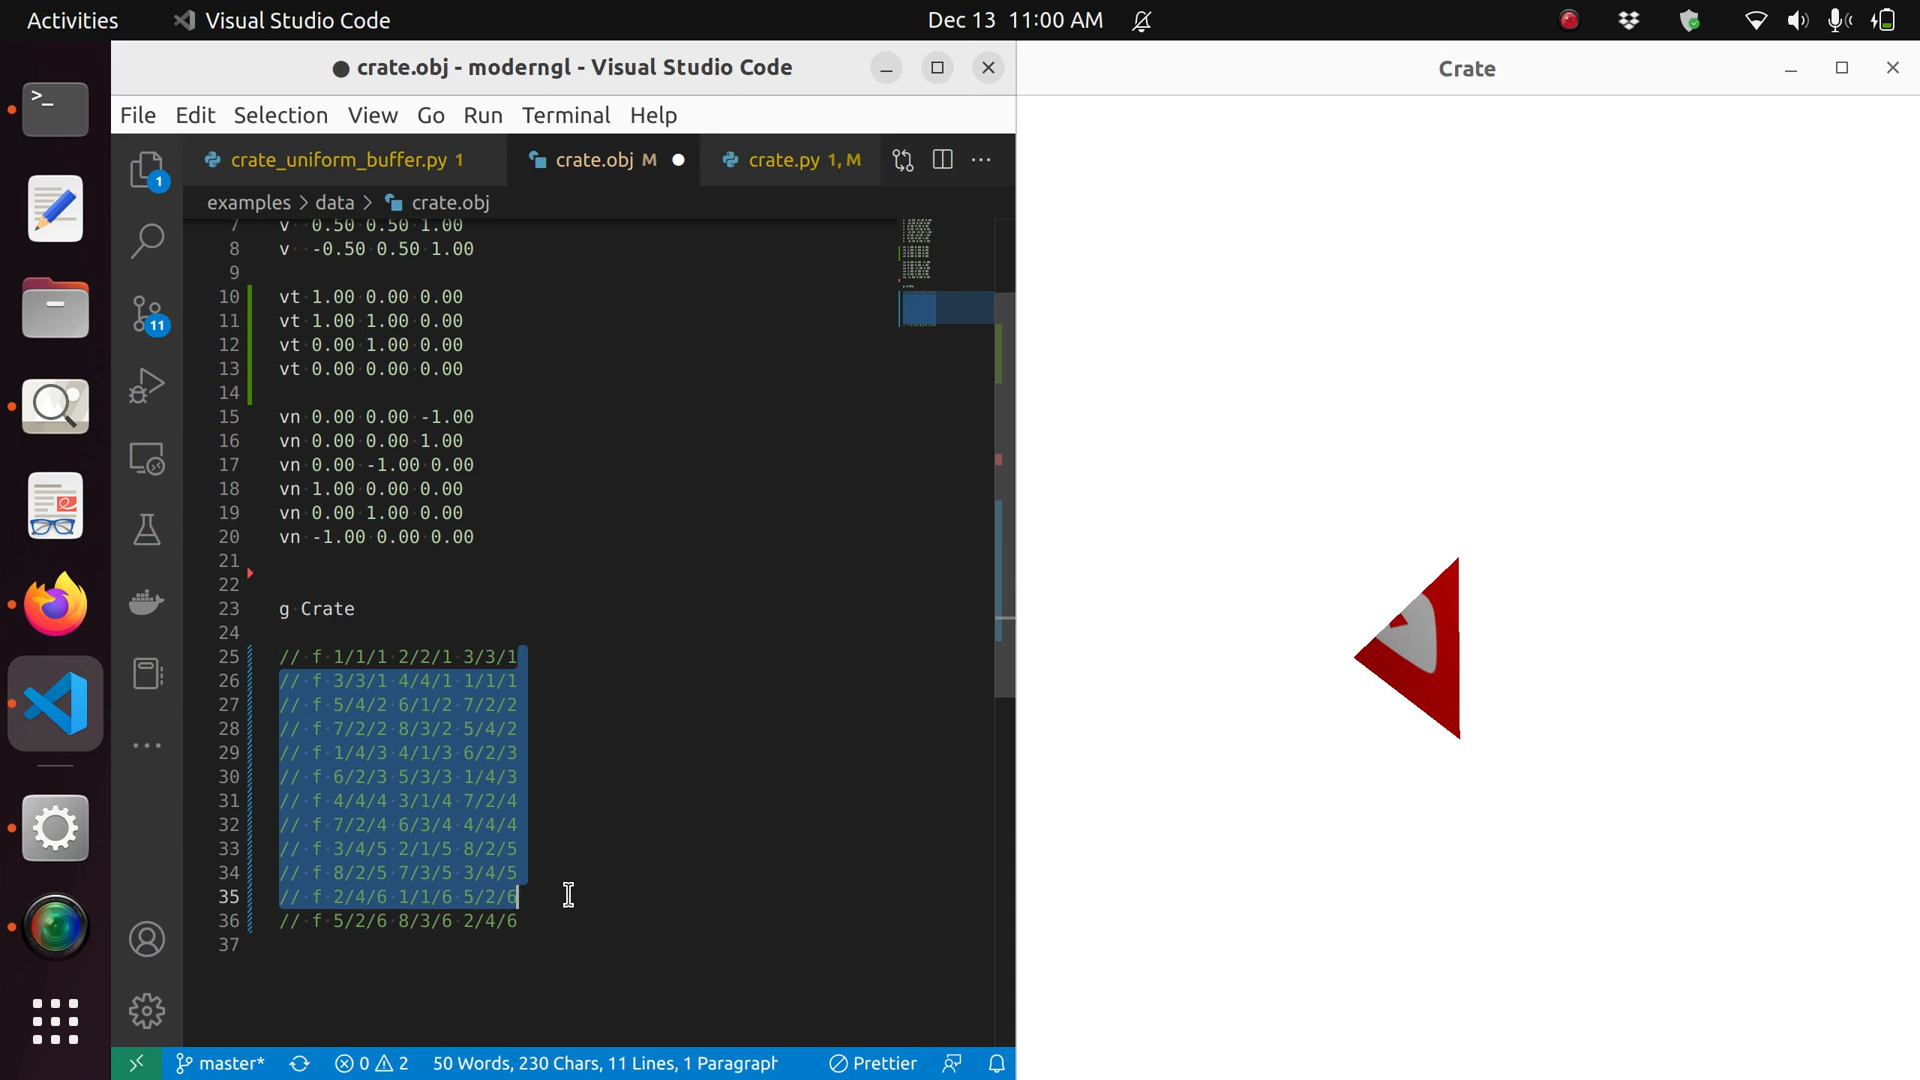 Activities
Visual Studio Code
Dec 13 11:00 AM
● crate.obj - moderngl - Visual Studio Code
Crate
File Edit Selection View Go Run Terminal Help
crate_uniform_buffer.py 1
crate.obj M
crate.py 1, M
examples > data > crate.obj
1
11
7 v  0.50 0.50 1.00
8 v  -0.50 0.50 1.00
9
10 vt 1.00 0.00 0.00
11 vt 1.00 1.00 0.00
12 vt 0.00 1.00 0.00
13 vt 0.00 0.00 0.00
14
15 vn 0.00 0.00 -1.00
16 vn 0.00 0.00 1.00
17 vn 0.00 -1.00 0.00
18 vn 1.00 0.00 0.00
19 vn 0.00 1.00 0.00
20 vn -1.00 0.00 0.00
21
22
23 g Crate
24
25 // f 1/1/1 2/2/1 3/3/1
26 // f 3/3/1 4/4/1 1/1/1
27 // f 5/4/2 6/1/2 7/2/2
28 // f 7/2/2 8/3/2 5/4/2
29 // f 1/4/3 4/1/3 6/2/3
30 // f 6/2/3 5/3/3 1/4/3
31 // f 4/4/4 3/1/4 7/2/4
32 // f 7/2/4 6/3/4 4/4/4
33 // f 3/4/5 2/1/5 8/2/5
34 // f 8/2/5 7/3/5 3/4/5
35 // f 2/4/6 1/1/6 5/2/6
36 // f 5/2/6 8/3/6 2/4/6
37
master* 0 2 50 Words, 230 Chars, 11 Lines, 1 Paragraph Prettier